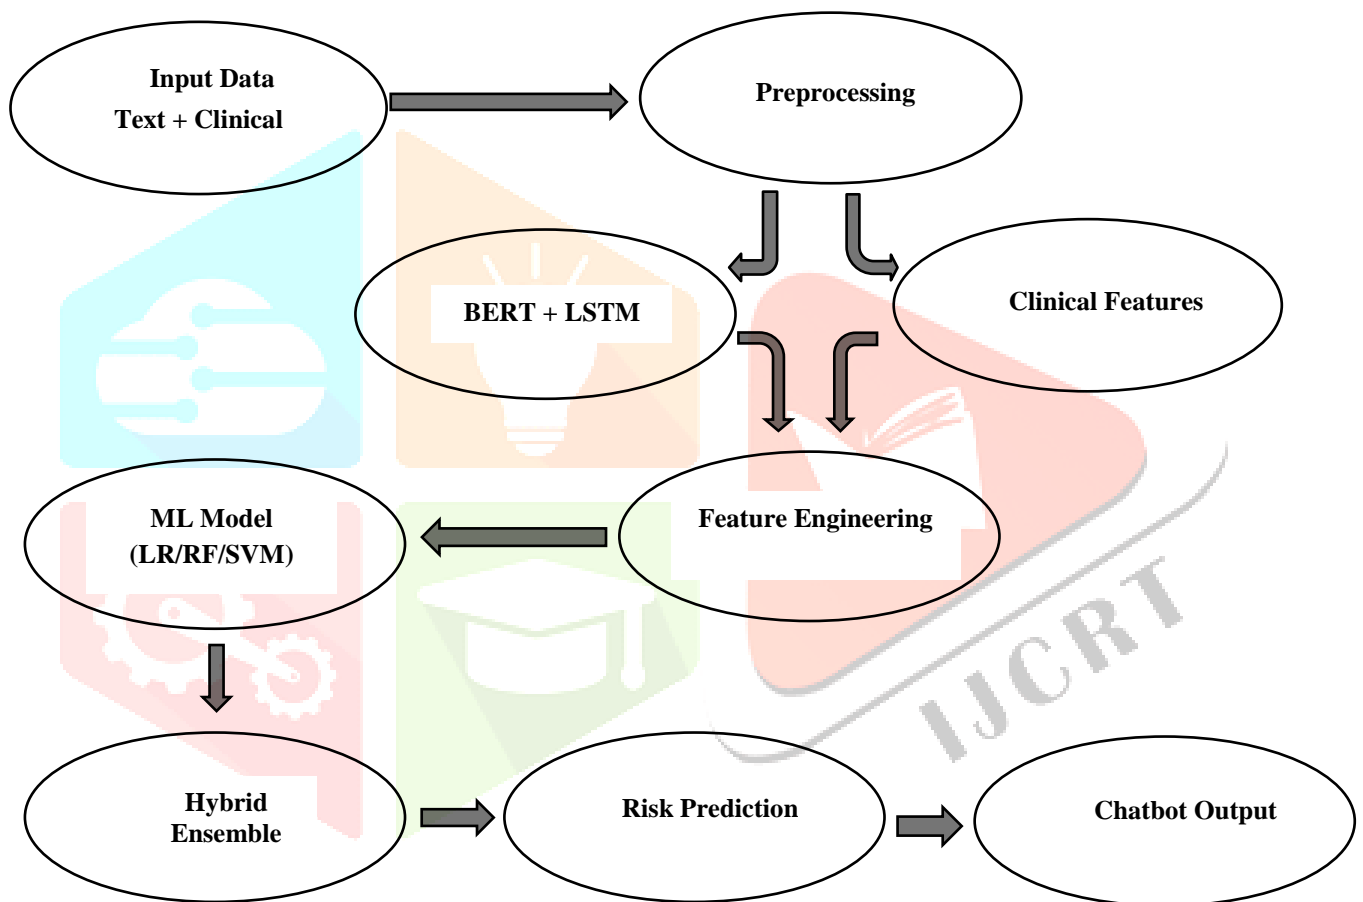 Input Data
Text + Clinical
Preprocessing
BERT + LSTM
Clinical Features
Feature Engineering
ML Model
(LR/RF/SVM)
Hybrid
Ensemble
Risk Prediction
Chatbot Output
IJCRT